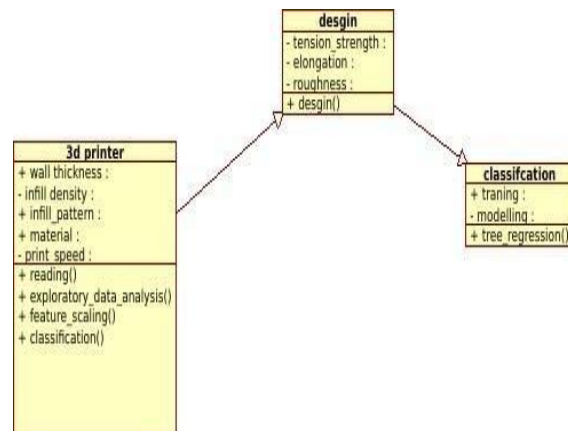 desgin
- tension_strength :
- elongation :
- roughness :
+ desgin()
3d printer
+ wall thickness :
- infill density :
+ infill_pattern :
+ material :
- print_speed :
+ reading()
+ exploratory_data_analysis()
+ feature_scaling()
+ classification()
classifcation
+ traning :
- modelling :
+ tree_regression()